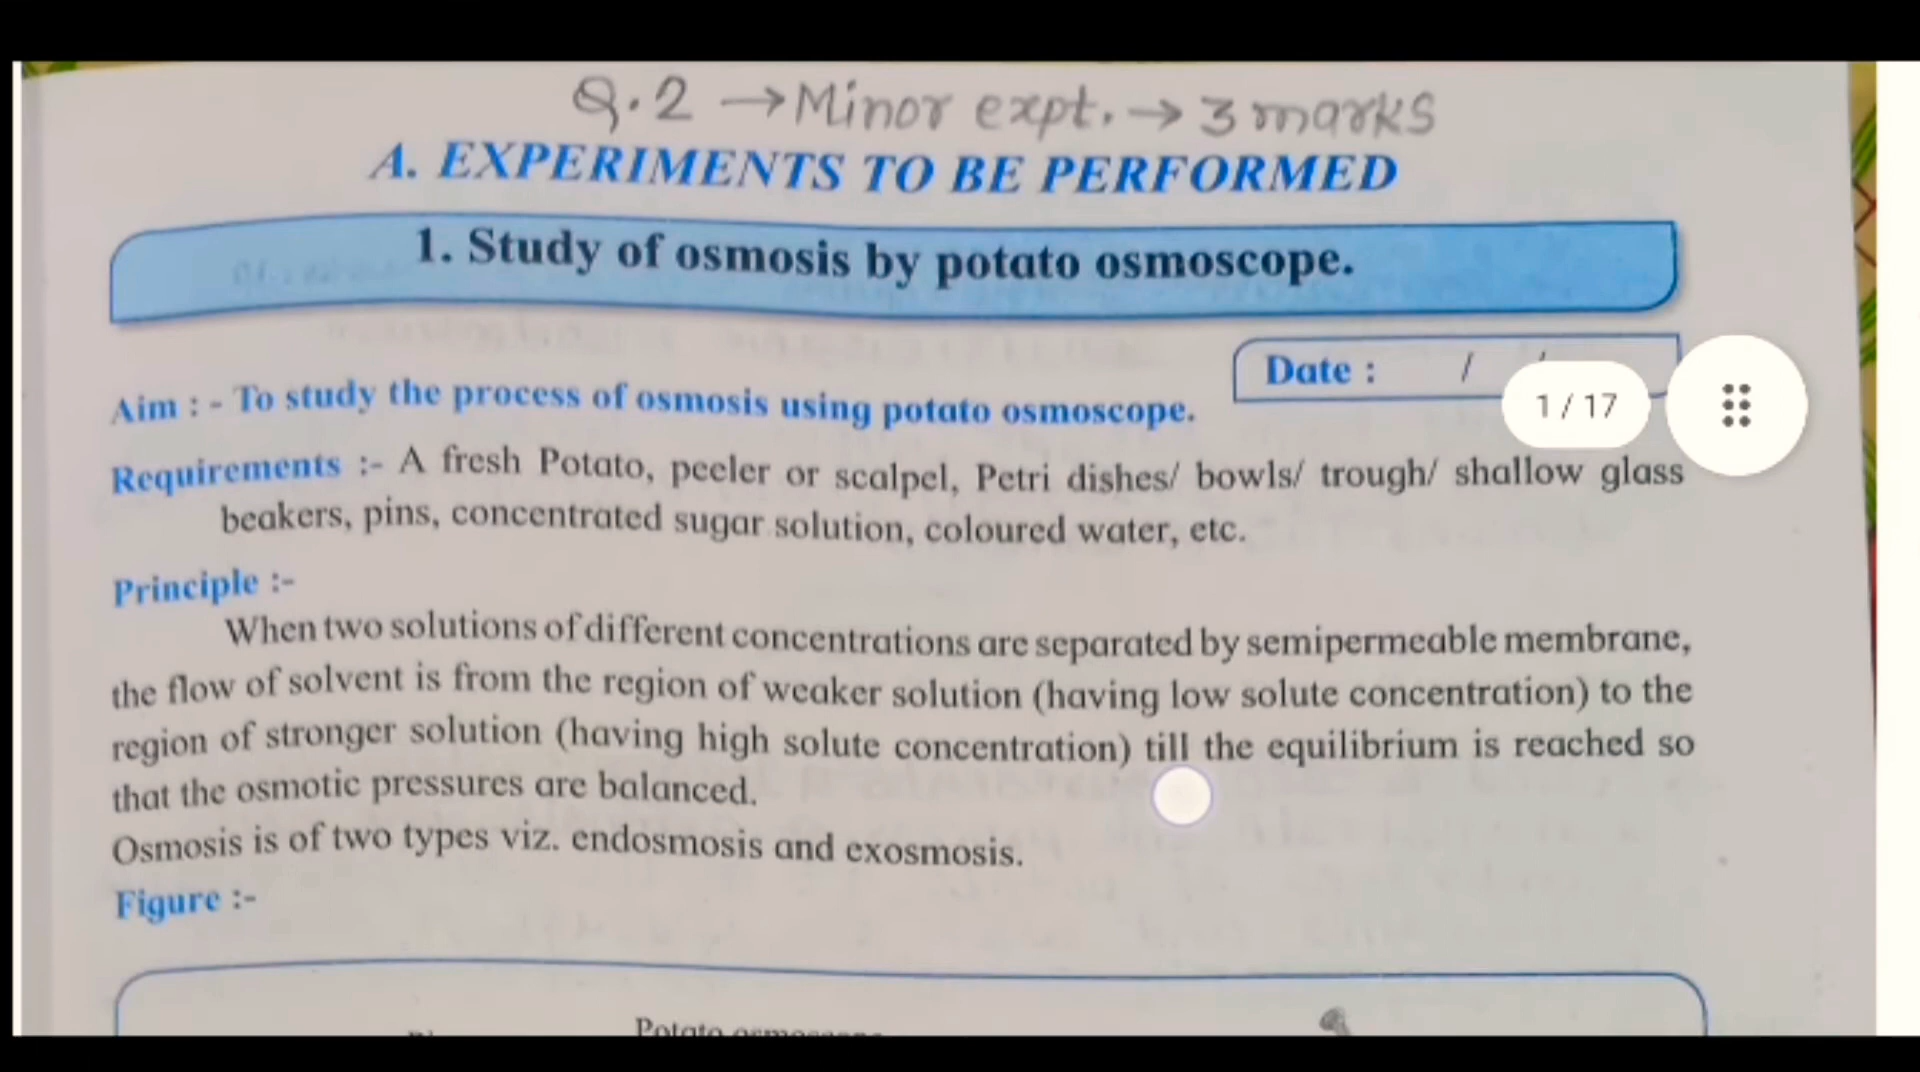 Q.2 → Minor expt. → 3 marks
A. EXPERIMENTS TO BE PERFORMED
1. Study of osmosis by potato osmoscope.
Date : / /
1 / 17
Aim : - To study the process of osmosis using potato osmoscope.
Requirements :- A fresh Potato, peeler or scalpel, Petri dishes/ bowls/ trough/ shallow glass
beakers, pins, concentrated sugar solution, coloured water, etc.
Principle :-
When two solutions of different concentrations are separated by semipermeable membrane,
the flow of solvent is from the region of weaker solution (having low solute concentration) to the
region of stronger solution (having high solute concentration) till the equilibrium is reached so
that the osmotic pressures are balanced.
Osmosis is of two types viz. endosmosis and exosmosis.
Figure :-
Potato osmoscope